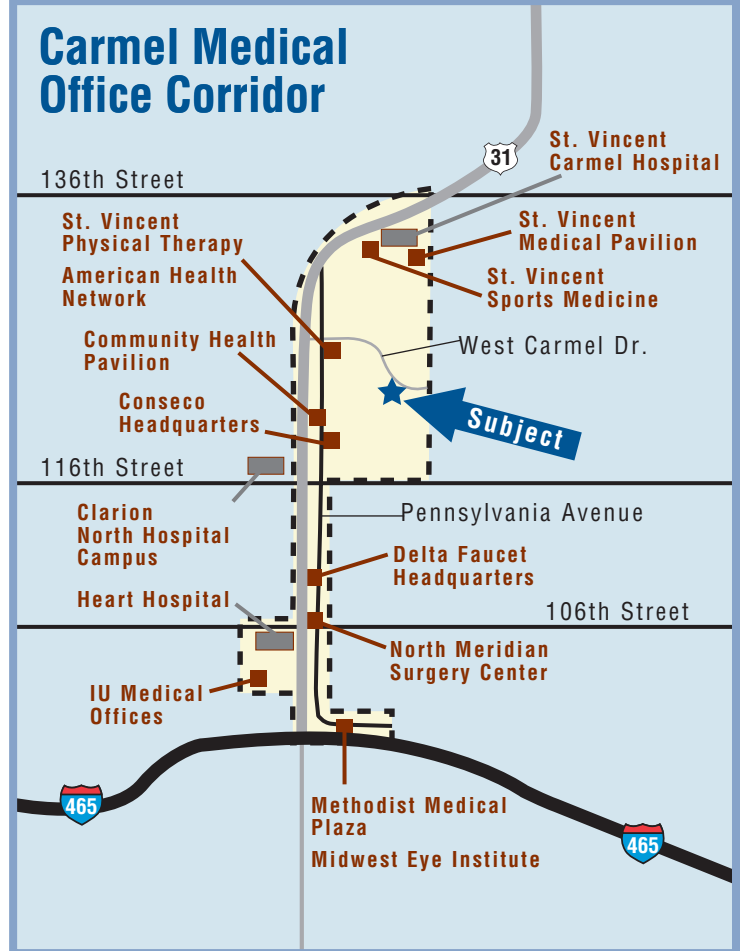 Carmel Medical
Office Corridor
31
St. Vincent
Carmel Hospital
136th Street
St. Vincent
Physical Therapy
American Health
Network
St. Vincent
Medical Pavilion
St. Vincent
Sports Medicine
Community Health
Pavilion
West Carmel Dr.
Conseco
Headquarters
Subject
116th Street
Clarion
North Hospital
Campus
Pennsylvania Avenue
Delta Faucet
Headquarters
Heart Hospital
106th Street
North Meridian
Surgery Center
IU Medical
Offices
465
Methodist Medical
Plaza
Midwest Eye Institute
465